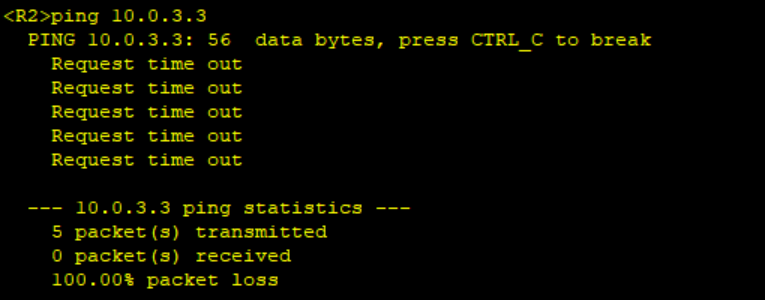 <R2>ping 10.0.3.3
PING 10.0.3.3: 56  data bytes, press CTRL_C to break
Request time out
Request time out
Request time out
Request time out
Request time out
--- 10.0.3.3 ping statistics ---
5 packet(s) transmitted
0 packet(s) received
100.00% packet loss